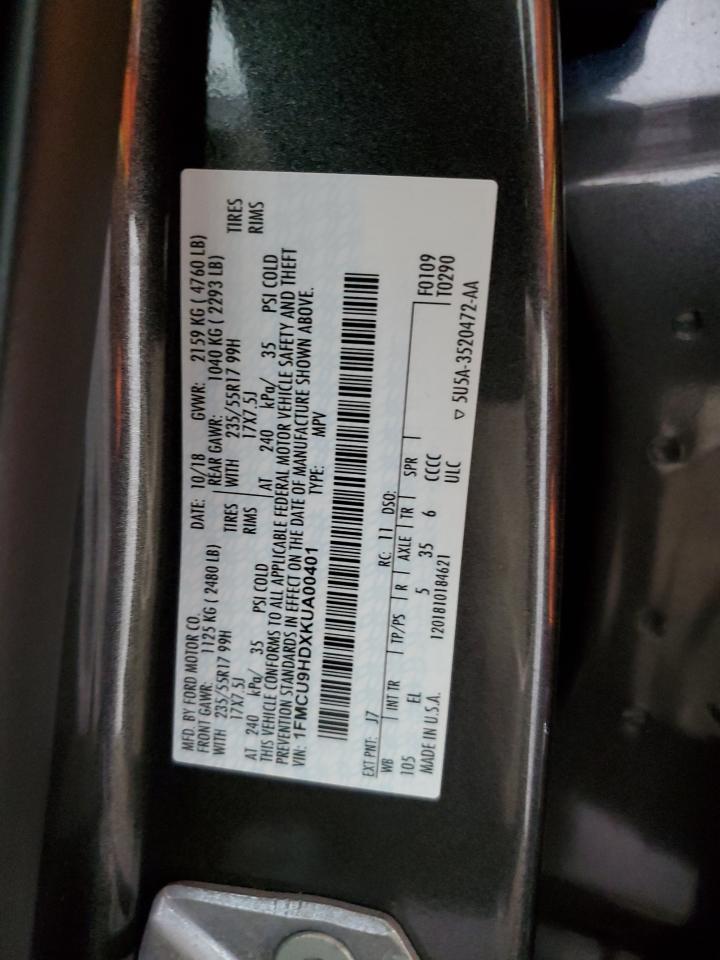 MFD. BY FORD MOTOR CO. DATE: 10/18 GVWR: 2159 KG ( 4760 LB)
FRONT GAWR: 1125 KG ( 2480 LB) REAR GAWR: 1040 KG ( 2293 LB)
WITH 235/55R17 99H TIRES WITH 235/55R17 99H TIRES
17X7.5J RIMS 17X7.5J RIMS
AT 240 kPa/ 35 PSI COLD AT 240 kPa/ 35 PSI COLD
THIS VEHICLE CONFORMS TO ALL APPLICABLE FEDERAL MOTOR VEHICLE SAFETY AND THEFT
PREVENTION STANDARDS IN EFFECT ON THE DATE OF MANUFACTURE SHOWN ABOVE.
VIN: 1FMCU9HDXKUA00401 TYPE: MPV
EXT PNT: J7 RC: 11 DSO: F0109
WB INT TR TP/PS R AXLE TR SPR T0290
105 EL 5 35 6 CCCC
MADE IN U.S.A. 1201810184621 ULC ▽ 5U5A-3520472-AA